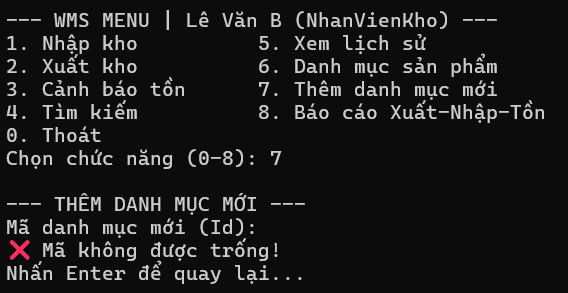 --- WMS MENU | Lê Văn B (NhanVienKho) ---
1. Nhập kho          5. Xem lịch sử
2. Xuất kho          6. Danh mục sản phẩm
3. Cảnh báo tồn      7. Thêm danh mục mới
4. Tìm kiếm          8. Báo cáo Xuất-Nhập-Tồn
0. Thoát
Chọn chức năng (0-8): 7
--- THÊM DANH MỤC MỚI ---
Mã danh mục mới (Id):
❌ Mã không được trống!
Nhấn Enter để quay lại...